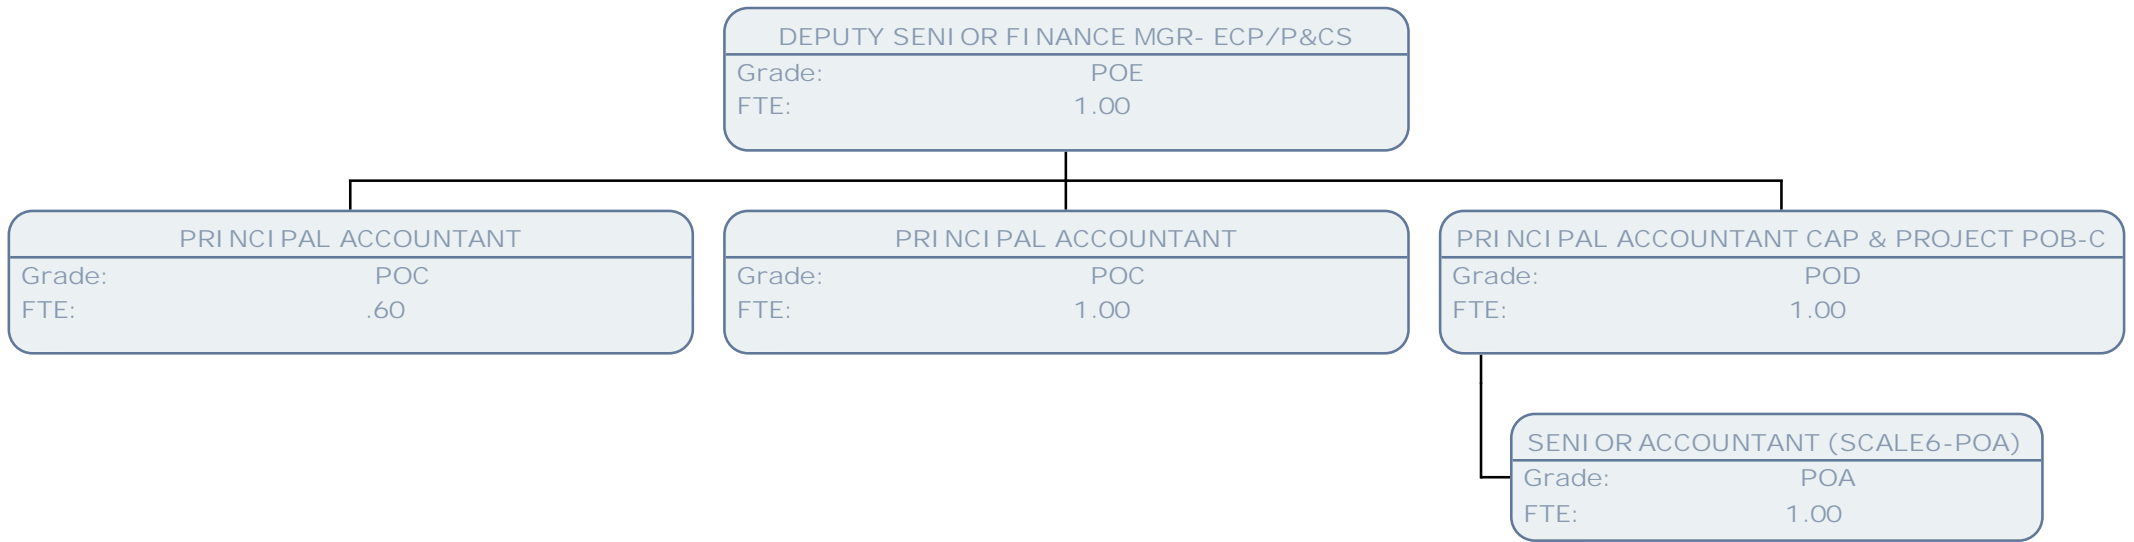 DEPUTY SENIOR FINANCE MGR- ECP/P&CS
Grade: POE
FTE: 1.00
PRINCIPAL ACCOUNTANT
Grade: POC
FTE: .60
PRINCIPAL ACCOUNTANT
Grade: POC
FTE: 1.00
PRINCIPAL ACCOUNTANT CAP & PROJECT POB-C
Grade: POD
FTE: 1.00
SENIOR ACCOUNTANT (SCALE6-POA)
Grade: POA
FTE: 1.00